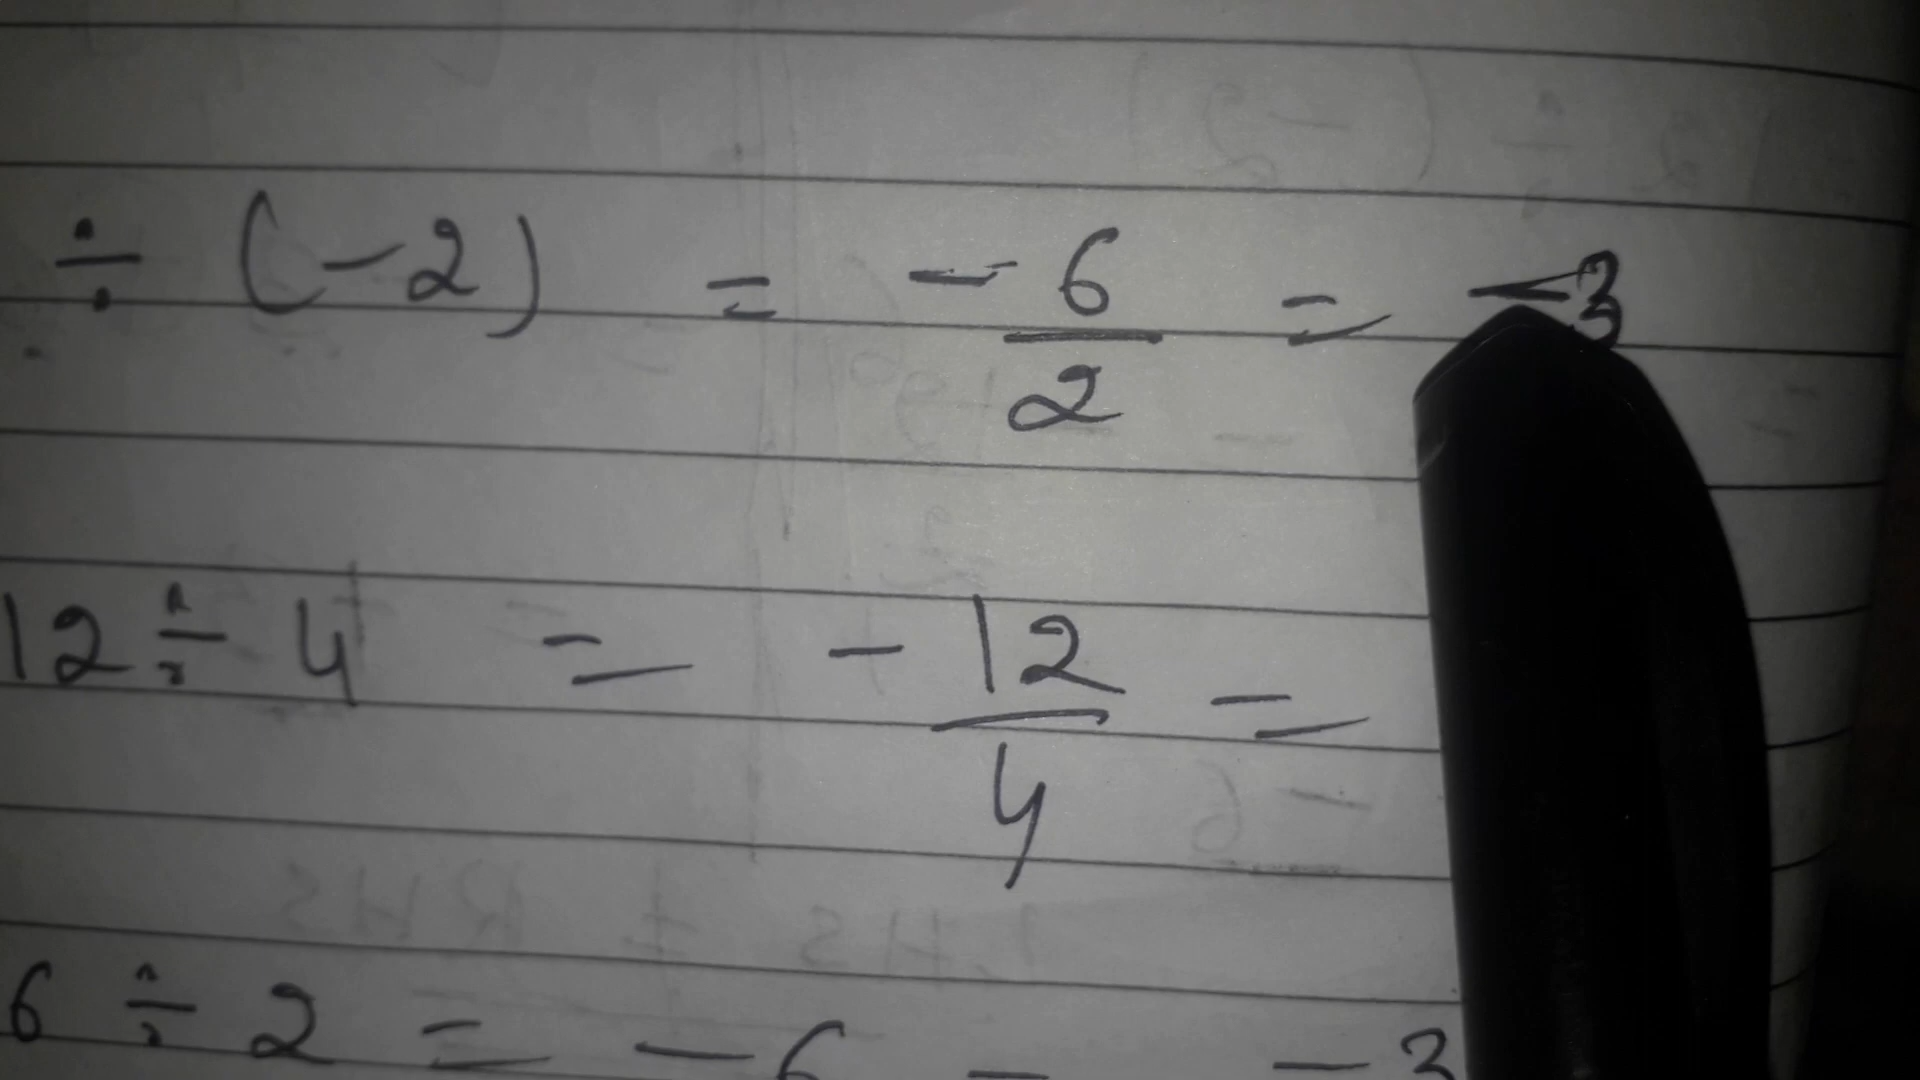 ÷ (-2) = -6/2 = -3
12 ÷ 4 = -12/4 =
6 ÷ 2 = -6 = -3